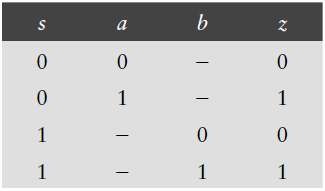 s a b z
0 0 – 0
0 1 – 1
1 – 0 0
1 – 1 1